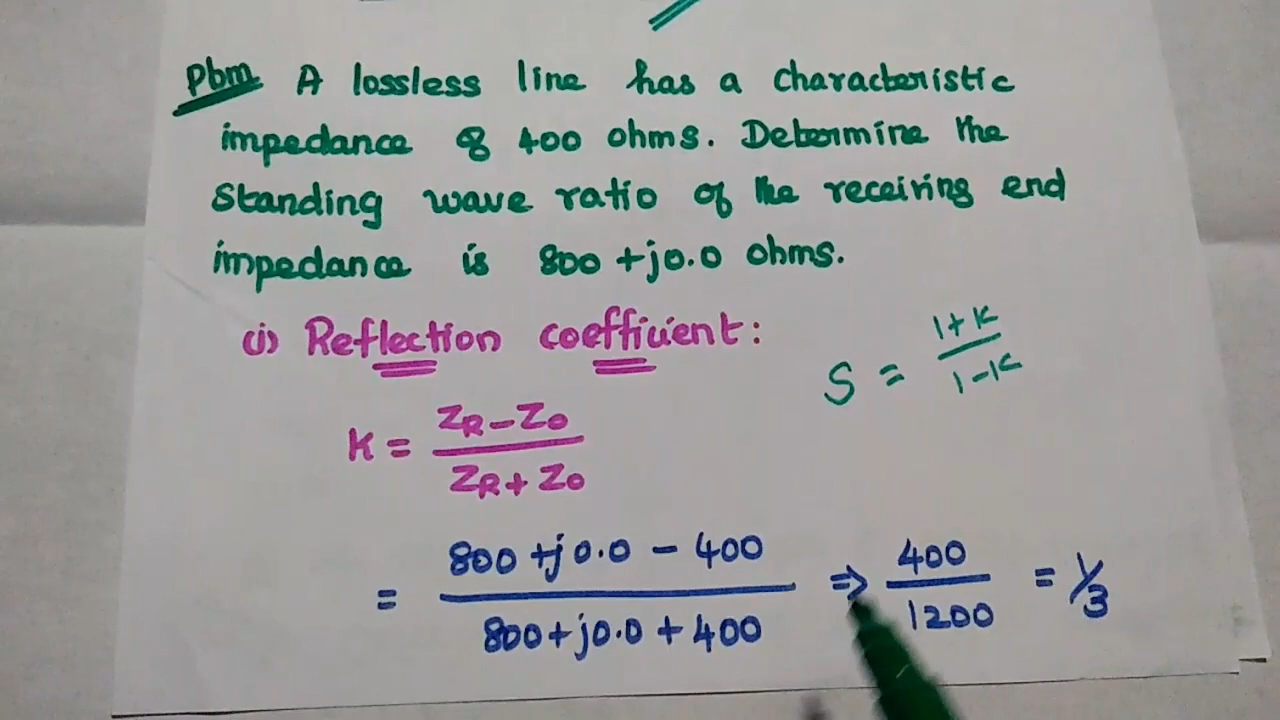 Pbm A lossless line has a characteristic
impedance of 400 ohms. Determine the
Standing wave ratio of the receiving end
impedance is 800 + j0.0 ohms.
(i) Reflection coefficient:
S = 1+K / 1-K
K = ZR - Z0 / ZR + Z0
= 800 + j0.0 - 400 / 800 + j0.0 + 400 ⇒ 400 / 1200 = 1/3